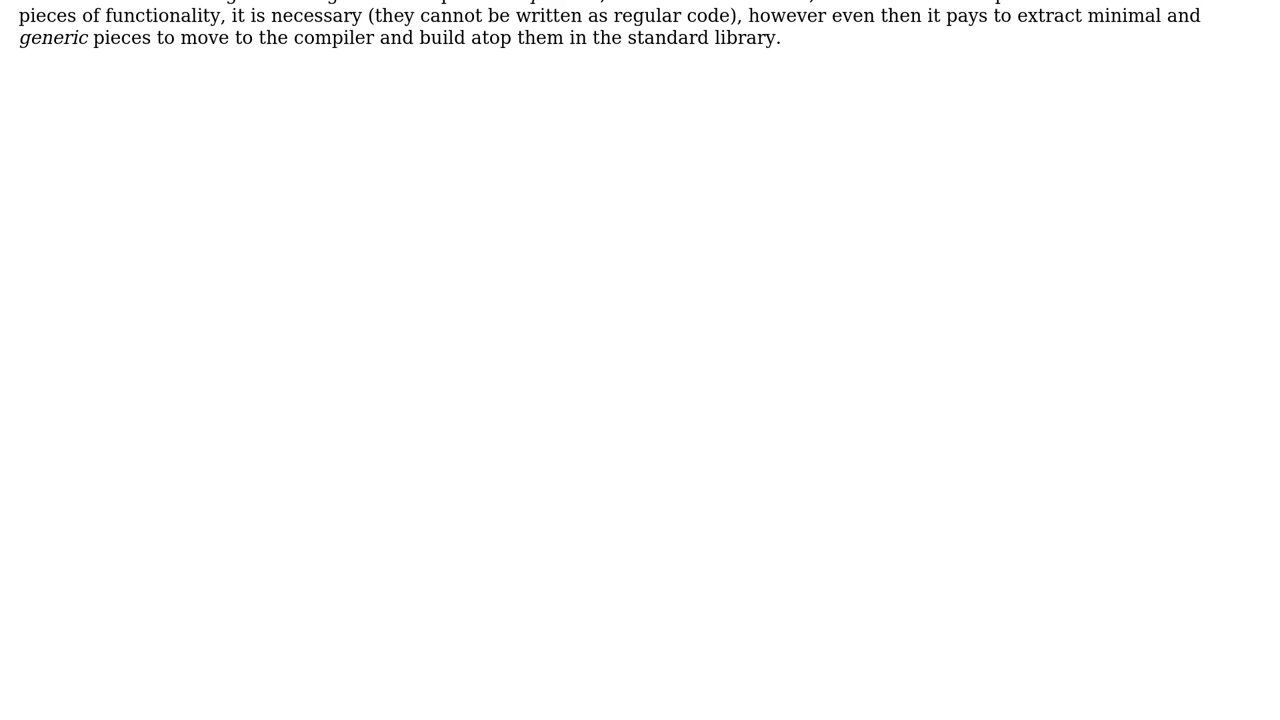 pieces of functionality, it is necessary (they cannot be written as regular code), however even then it pays to extract minimal and
generic pieces to move to the compiler and build atop them in the standard library.